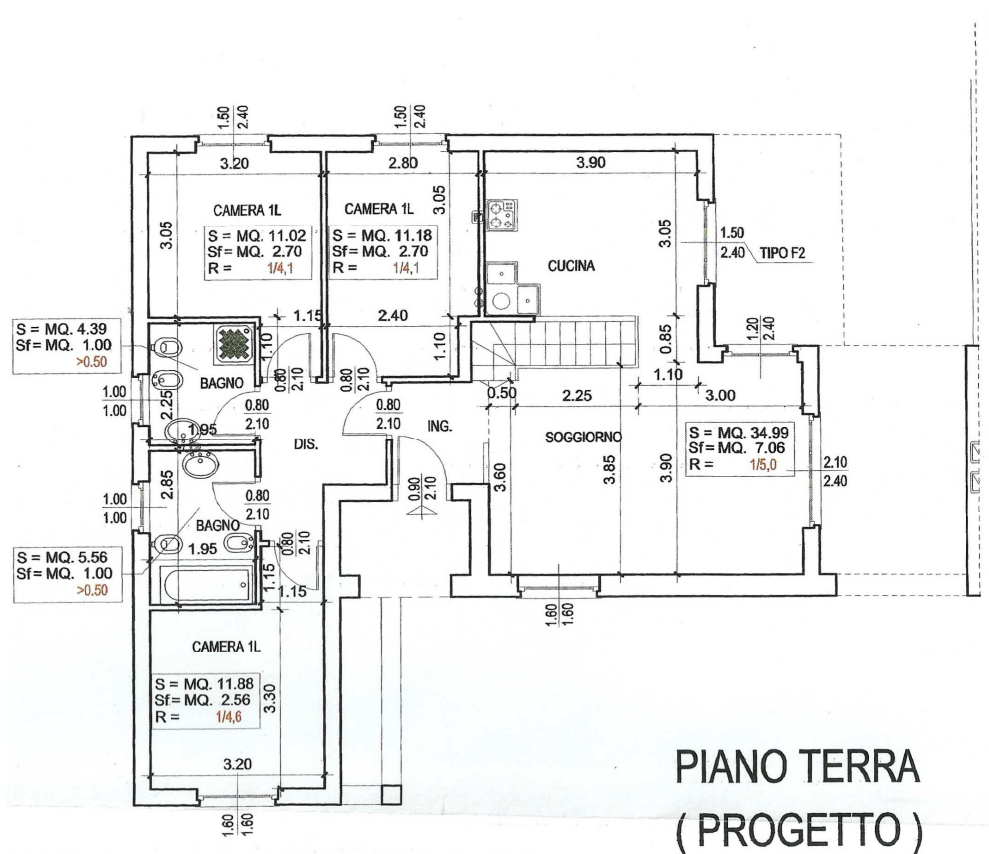 1.50
2.40
1.50
2.40
3.20
2.80
3.90
3.05
CAMERA 1L
S = MQ. 11.02
Sf= MQ. 2.70
R = 1/4,1
CAMERA 1L
3.05
S = MQ. 11.18
Sf= MQ. 2.70
R = 1/4,1
CUCINA
3.05
1.50
2.40
TIPO F2
1.15
2.40
1.10
1.10
0.85
1.20
2.40
S = MQ. 4.39
Sf= MQ. 1.00
>0.50
BAGNO
0.80
2.10
0.80
2.10
1.00
1.00
2.25
1.95
0.80
2.10
0.80
2.10
DIS.
ING.
0.50
2.25
1.10
3.00
SOGGIORNO
S = MQ. 34.99
Sf= MQ. 7.06
R = 1/5,0
2.10
2.40
3.60
3.85
3.90
0.90
2.10
2.85
1.00
1.00
0.80
2.10
BAGNO
1.95
0.80
2.10
S = MQ. 5.56
Sf= MQ. 1.00
>0.50
1.15
1.15
1.60
1.60
CAMERA 1L
S = MQ. 11.88
Sf= MQ. 2.56
R = 1/4,6
3.30
3.20
1.60
1.60
PIANO TERRA
( PROGETTO )